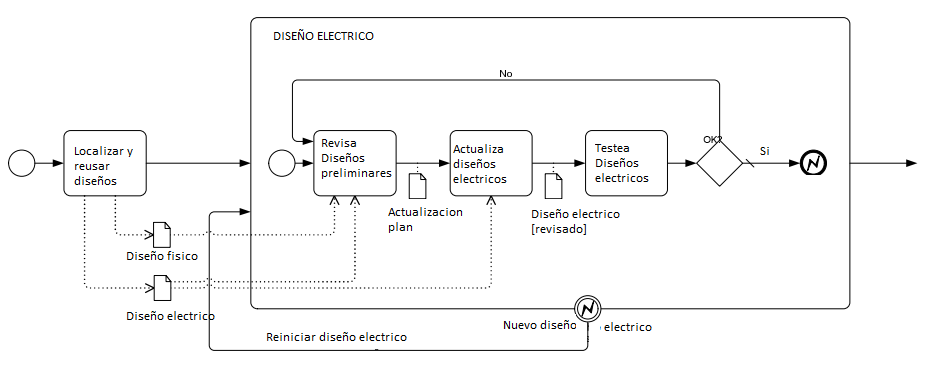 DISEÑO ELECTRICO
No
Localizar y
reusar
diseños
Revisa
Diseños
preliminares
Actualiza
diseños
electricos
Testea
Diseños
electricos
OK?
Si
Actualizacion
plan
Diseño electrico
[revisado]
Diseño fisico
Diseño electrico
Nuevo diseño electrico
Reiniciar diseño electrico